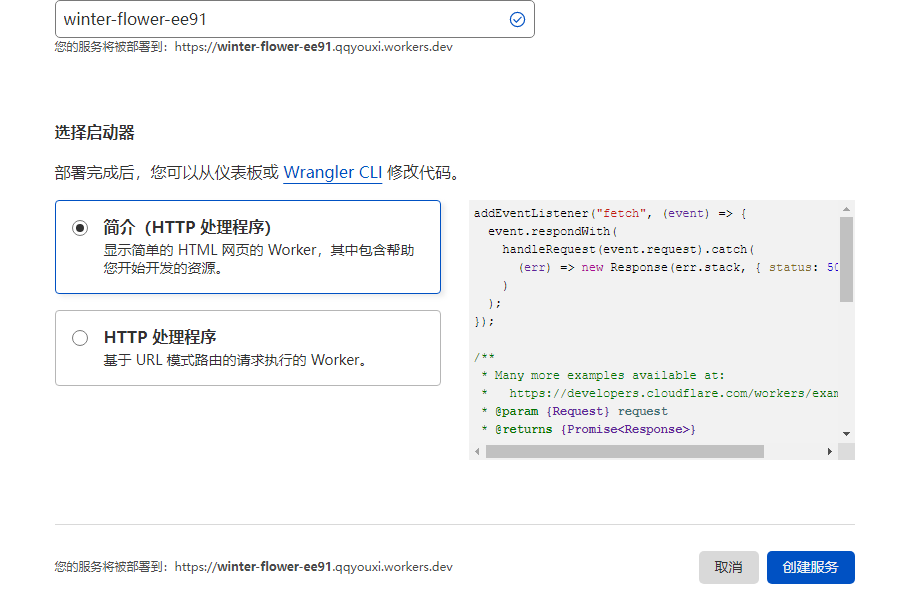 winter-flower-ee91
您的服务将被部署到：https://winter-flower-ee91.qqyouxi.workers.dev
选择启动器
部署完成后，您可以从仪表板或 Wrangler CLI 修改代码。
简介（HTTP 处理程序）
显示简单的 HTML 网页的 Worker，其中包含帮助
您开始开发的资源。
HTTP 处理程序
基于 URL 模式路由的请求执行的 Worker。
addEventListener("fetch", (event) => {
  event.respondWith(
    handleRequest(event.request).catch(
      (err) => new Response(err.stack, { status: 50
    )
  );
});
/**
 * Many more examples available at:
 *   https://developers.cloudflare.com/workers/exam
 * @param {Request} request
 * @returns {Promise<Response>}
您的服务将被部署到：https://winter-flower-ee91.qqyouxi.workers.dev
取消
创建服务